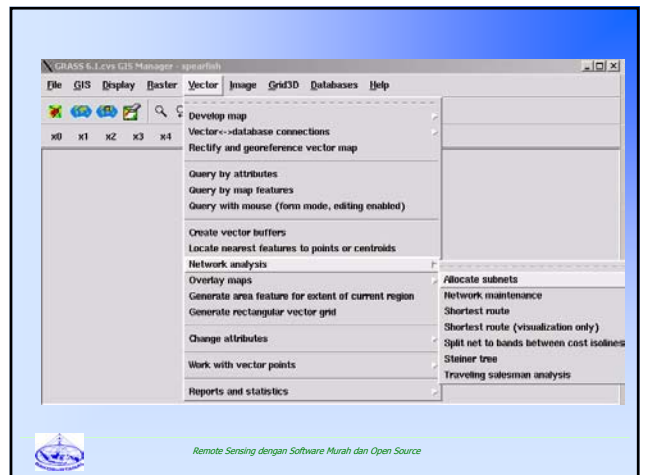 GRASS 6.1.cvs GIS Manager - spearfish
File GIS Display Raster Vector Image Grid3D Databases Help
x0 x1 x2 x3 x4
Develop map
Vector<->database connections
Rectify and georeference vector map
Query by attributes
Query by map features
Query with mouse (form mode, editing enabled)
Create vector buffers
Locate nearest features to points or centroids
Network analysis
Overlay maps
Generate area feature for extent of current region
Generate rectangular vector grid
Change attributes
Work with vector points
Reports and statistics
Allocate subnets
Network maintenance
Shortest route
Shortest route (visualization only)
Split net to bands between cost isolines
Steiner tree
Traveling salesman analysis
Remote Sensing dengan Software Murah dan Open Source